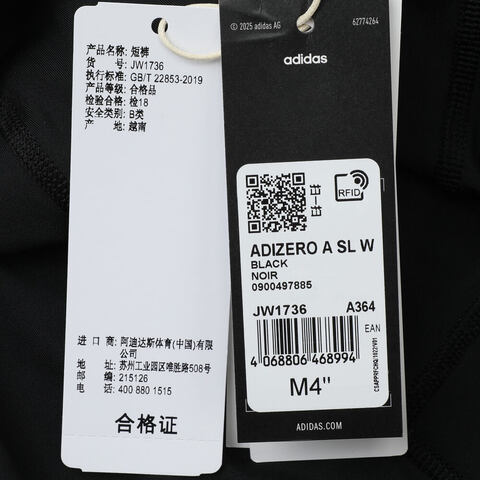 产品名称: 短裤
货 号: JW1736
执行标准: GB/T 22853-2019
产品等级: 合格品
检验合格: 检18
安全类别: B类
产 地: 越南
进 口 商: 阿迪达斯体育(中国)有限
公司
地 址: 苏州工业园区唯胜路508号
邮 编: 215126
电 话: 400 880 1515
合格证
© 2025 adidas AG
62774264
adidas
RFID
ADIZERO A SL W
BLACK
NOIR
0900497885
JW1736 A364
EAN
4 068806 468994
M4"
ADIDAS.COM